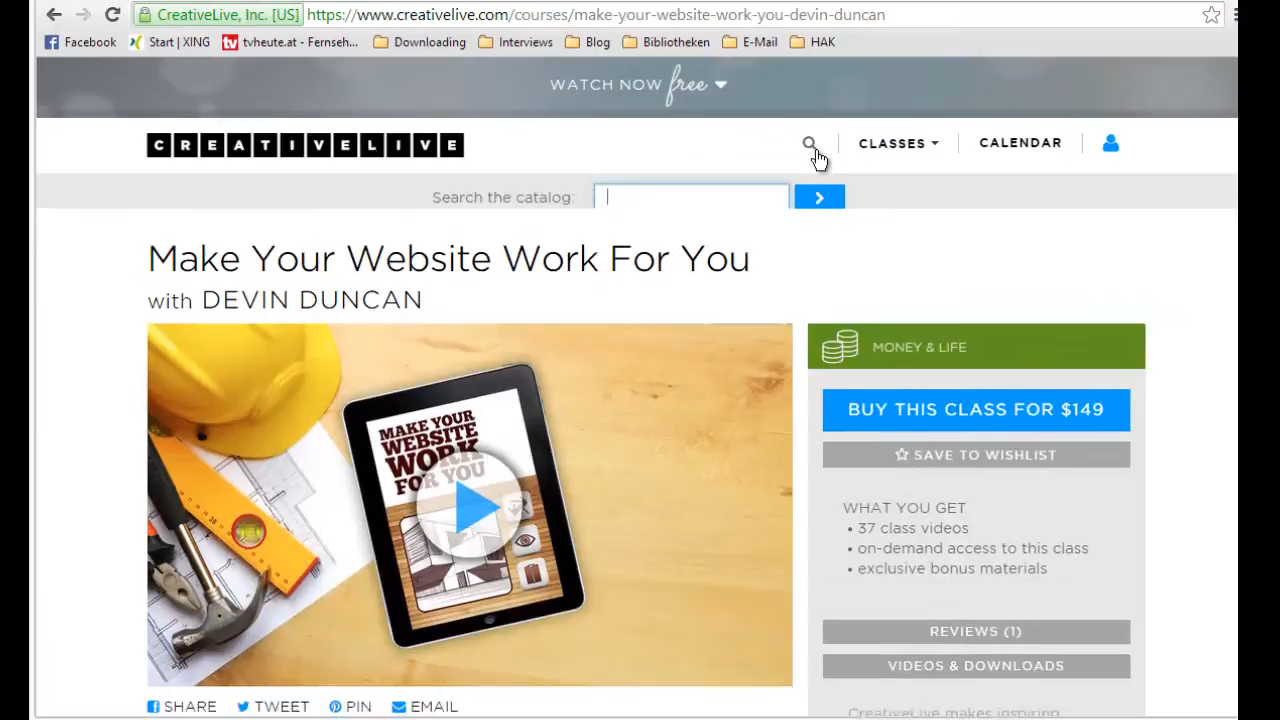 CreativeLive, Inc. [US] https://www.creativelive.com/courses/make-your-website-work-you-devin-duncan
Facebook Start | XING tvheute.at - Fernseh... Downloading Interviews Blog Bibliotheken E-Mail HAK
WATCH NOW free
CREATIVELIVE CLASSES CALENDAR
Search the catalog:
Make Your Website Work For You
with DEVIN DUNCAN
MONEY & LIFE
MAKE YOUR
WEBSITE
WORK
FOR YOU
BUY THIS CLASS FOR $149
SAVE TO WISHLIST
WHAT YOU GET
• 37 class videos
• on-demand access to this class
• exclusive bonus materials
REVIEWS (1)
VIDEOS & DOWNLOADS
SHARE TWEET PIN EMAIL
CreativeLive makes inspiring